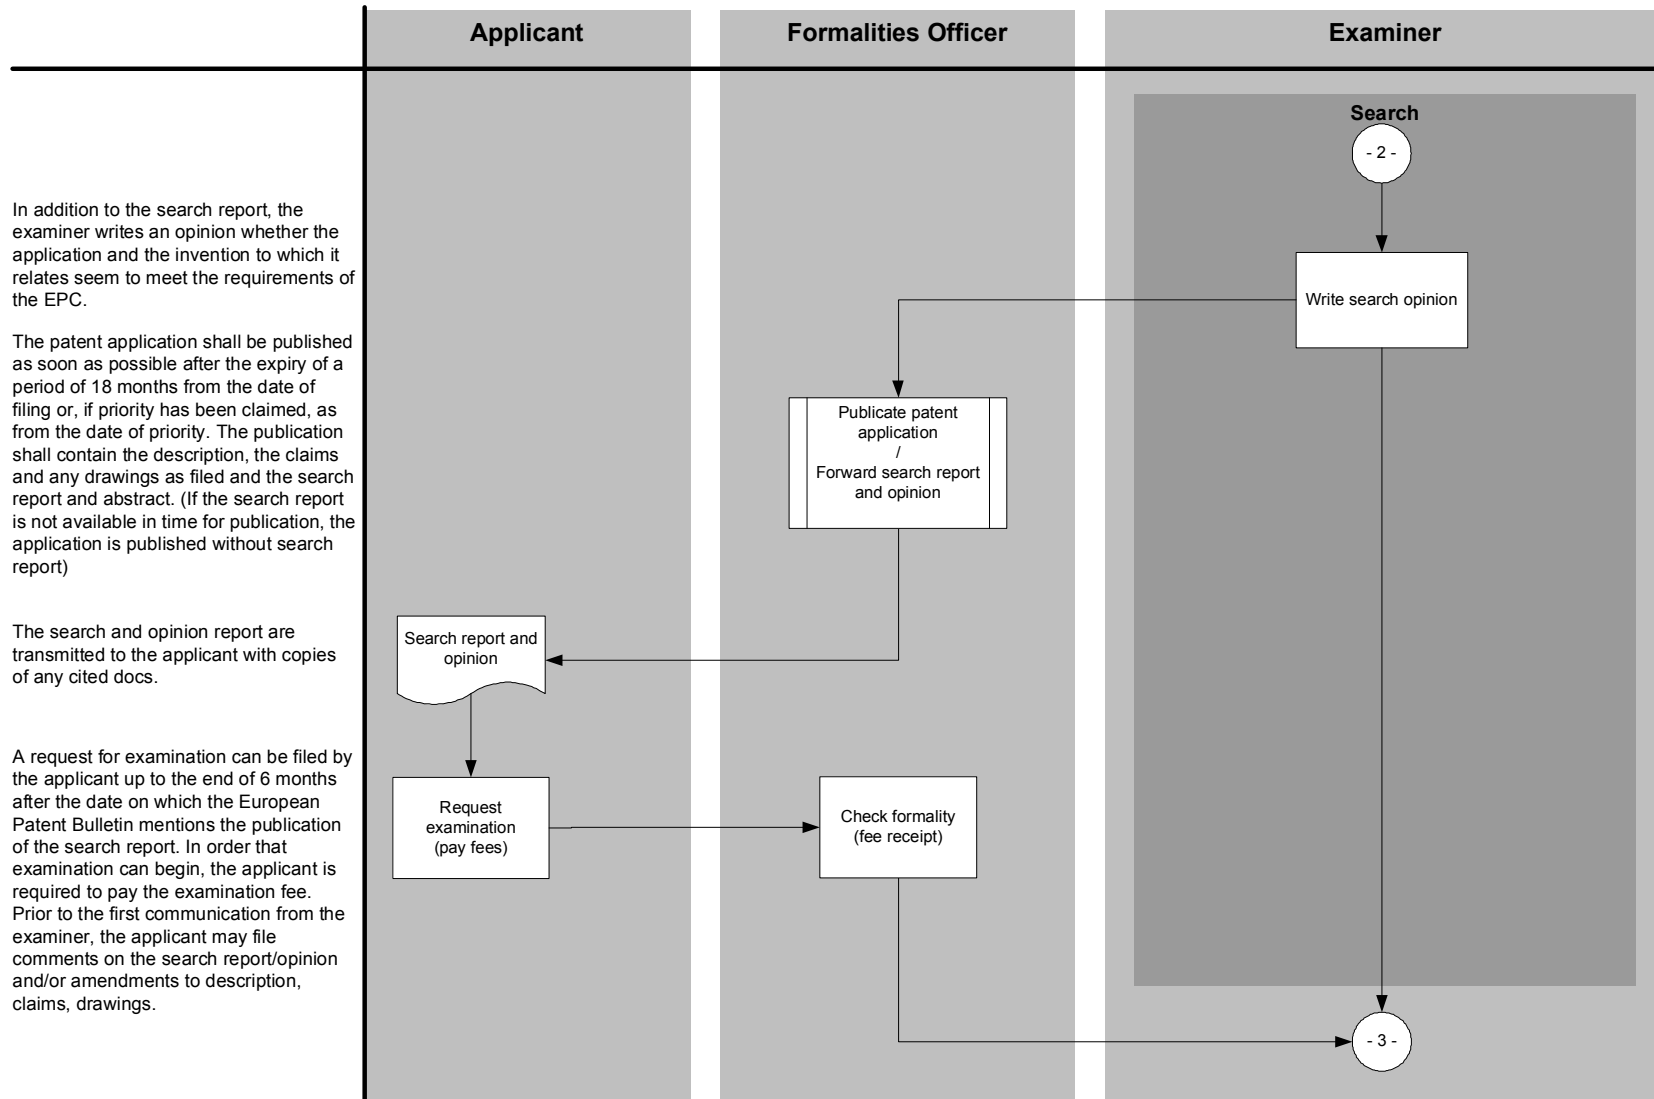 Applicant
Formalities Officer
Examiner
Search
- 2 -
In addition to the search report, the
examiner writes an opinion whether the
application and the invention to which it
relates seem to meet the requirements of
the EPC.
Write search opinion
The patent application shall be published
as soon as possible after the expiry of a
period of 18 months from the date of
filing or, if priority has been claimed, as
from the date of priority. The publication
shall contain the description, the claims
and any drawings as filed and the search
report and abstract. (If the search report
is not available in time for publication, the
application is published without search
report)
Publicate patent
application
/
Forward search report
and opinion
The search and opinion report are
transmitted to the applicant with copies
of any cited docs.
Search report and
opinion
A request for examination can be filed by
the applicant up to the end of 6 months
after the date on which the European
Patent Bulletin mentions the publication
of the search report. In order that
examination can begin, the applicant is
required to pay the examination fee.
Prior to the first communication from the
examiner, the applicant may file
comments on the search report/opinion
and/or amendments to description,
claims, drawings.
Request
examination
(pay fees)
Check formality
(fee receipt)
- 3 -